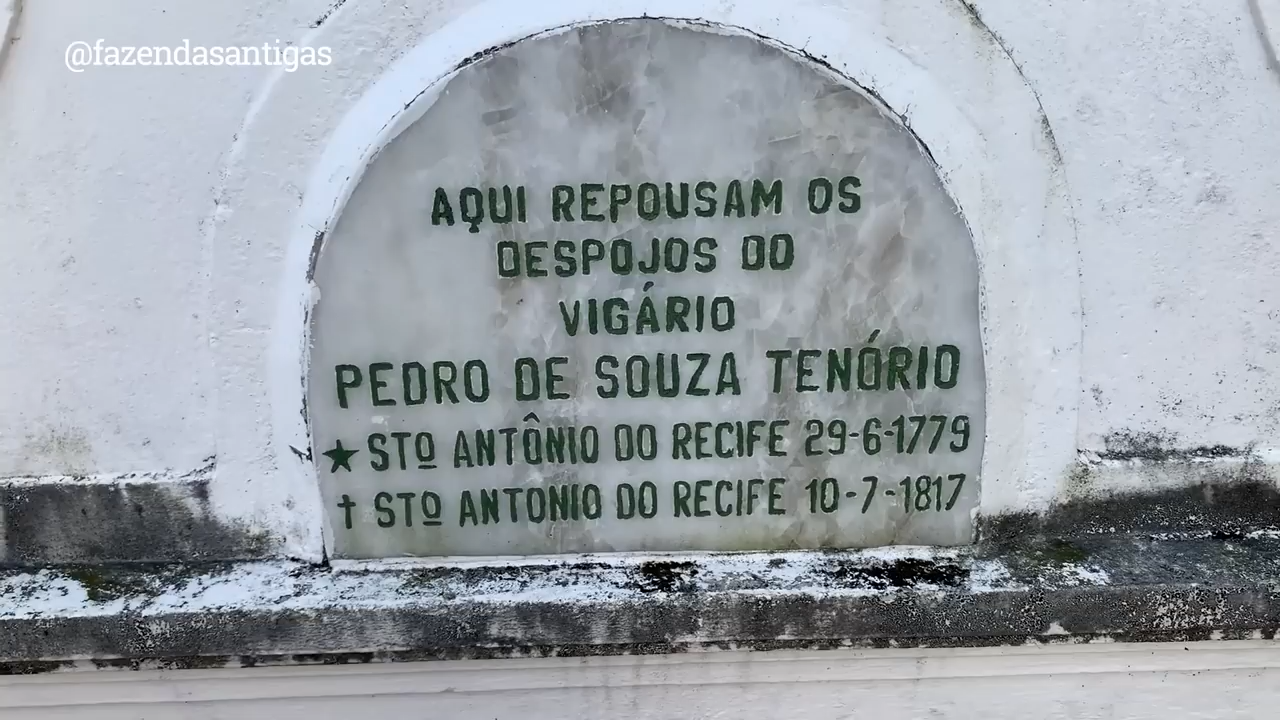 @fazendasantigas
AQUI REPOUSAM OS
DESPOJOS DO
VIGÁRIO
PEDRO DE SOUZA TENÓRIO
★ STº ANTÔNIO DO RECIFE 29-6-1779
† STº ANTONIO DO RECIFE 10-7-1817